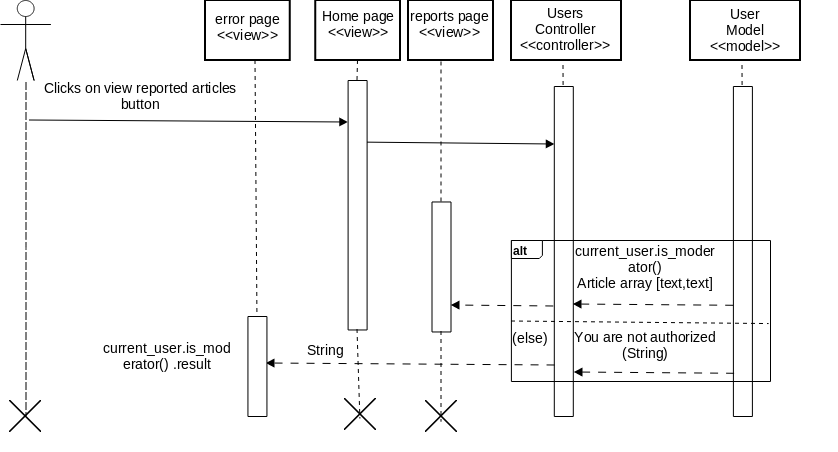 error page
<<view>>
Home page
<<view>>
reports page
<<view>>
Users
Controller
<<controller>>
User
Model
<<model>>
Clicks on view reported articles
button
alt
current_user.is_moder
ator()
Article array [text,text]
(else)
You are not authorized
(String)
String
current_user.is_mod
erator() .result